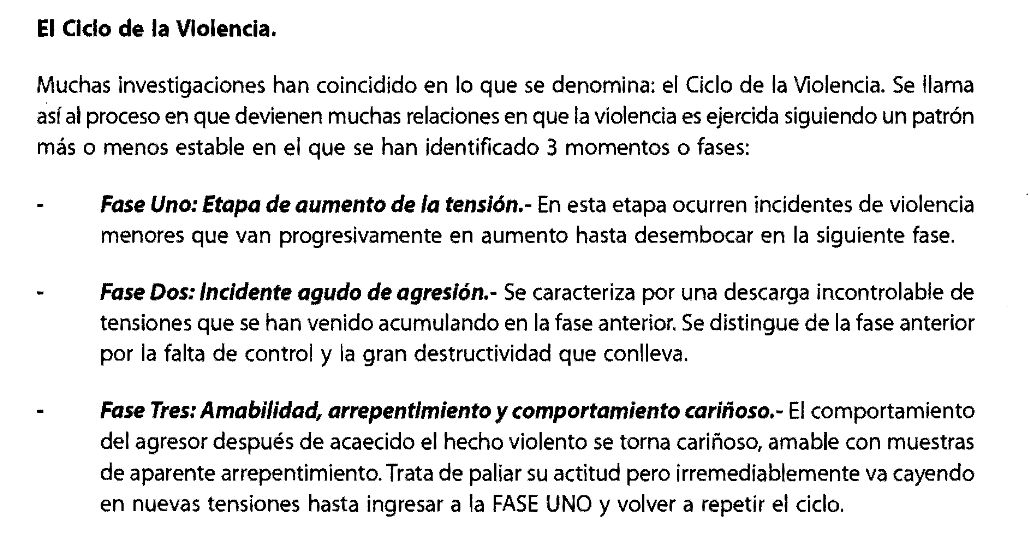 El Ciclo de la Violencia.
Muchas investigaciones han coincidido en lo que se denomina: el Ciclo de la Violencia. Se llama
así al proceso en que devienen muchas relaciones en que la violencia es ejercida siguiendo un patrón
más o menos estable en el que se han identificado 3 momentos o fases:
- Fase Uno: Etapa de aumento de la tensión.- En esta etapa ocurren incidentes de violencia
menores que van progresivamente en aumento hasta desembocar en la siguiente fase.
- Fase Dos: Incidente agudo de agresión.- Se caracteriza por una descarga incontrolable de
tensiones que se han venido acumulando en la fase anterior. Se distingue de la fase anterior
por la falta de control y la gran destructividad que conlleva.
- Fase Tres: Amabilidad, arrepentimiento y comportamiento cariñoso.- El comportamiento
del agresor después de acaecido el hecho violento se torna cariñoso, amable con muestras
de aparente arrepentimiento. Trata de paliar su actitud pero irremediablemente va cayendo
en nuevas tensiones hasta ingresar a la FASE UNO y volver a repetir el ciclo.